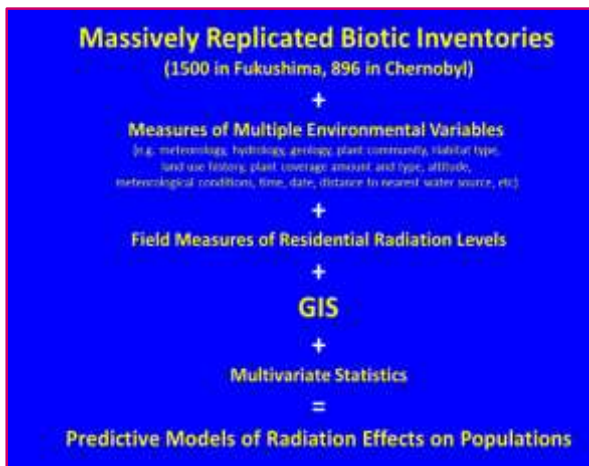 Massively Replicated Biotic Inventories
(1500 in Fukushima, 896 in Chernobyl)
+
Measures of Multiple Environmental Variables
(e.g. meteorology, hydrology, geology, plant community, Habitat type,
land use history, plant coverage amount and type, altitude,
meteorological conditions, time, date, distance to nearest water source, etc)
+
Field Measures of Residential Radiation Levels
+
GIS
+
Multivariate Statistics
=
Predictive Models of Radiation Effects on Populations